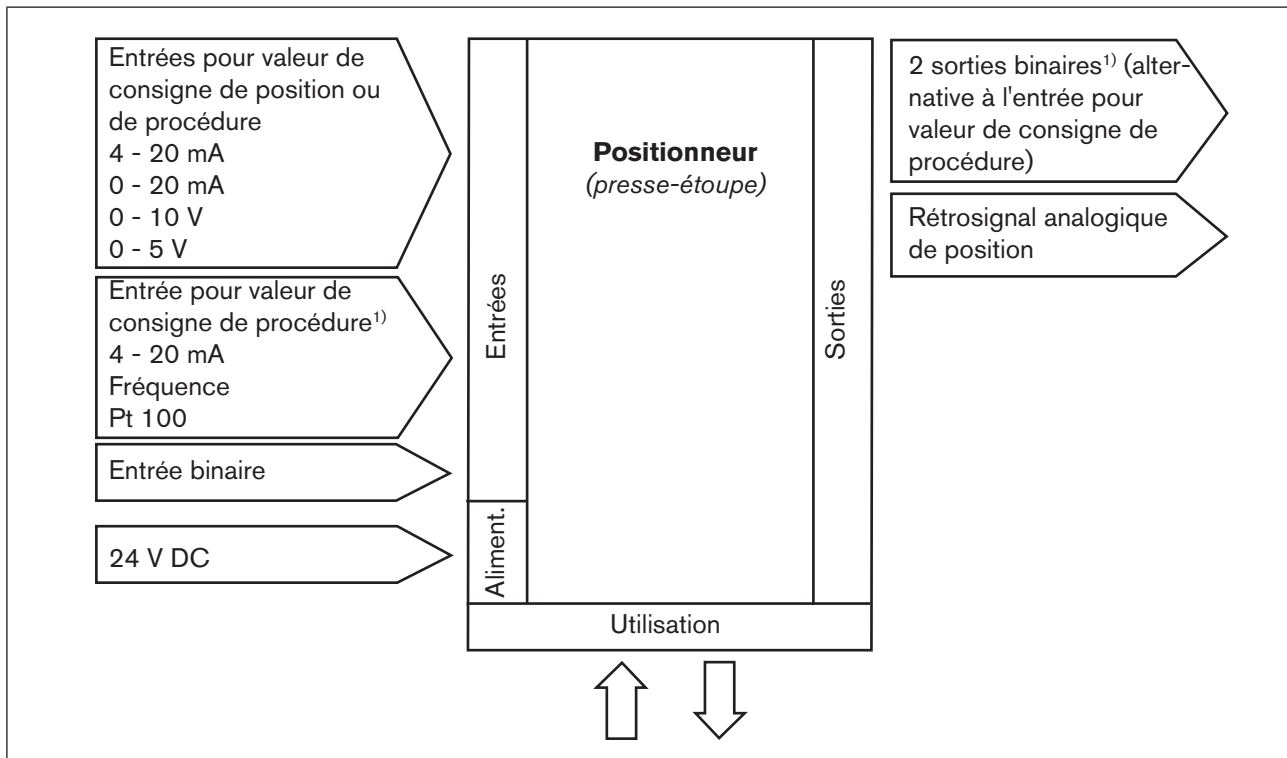 Entrées pour valeur de
consigne de position ou
de procédure
4 - 20 mA
0 - 20 mA
0 - 10 V
0 - 5 V
Entrée pour valeur de
consigne de procédure¹⁾
4 - 20 mA
Fréquence
Pt 100
Entrée binaire
24 V DC
Entrées
Aliment.
Positionneur
(presse-étoupe)
Sorties
Utilisation
2 sorties binaires¹⁾ (alter-
native à l'entrée pour
valeur de consigne de
procédure)
Rétrosignal analogique
de position